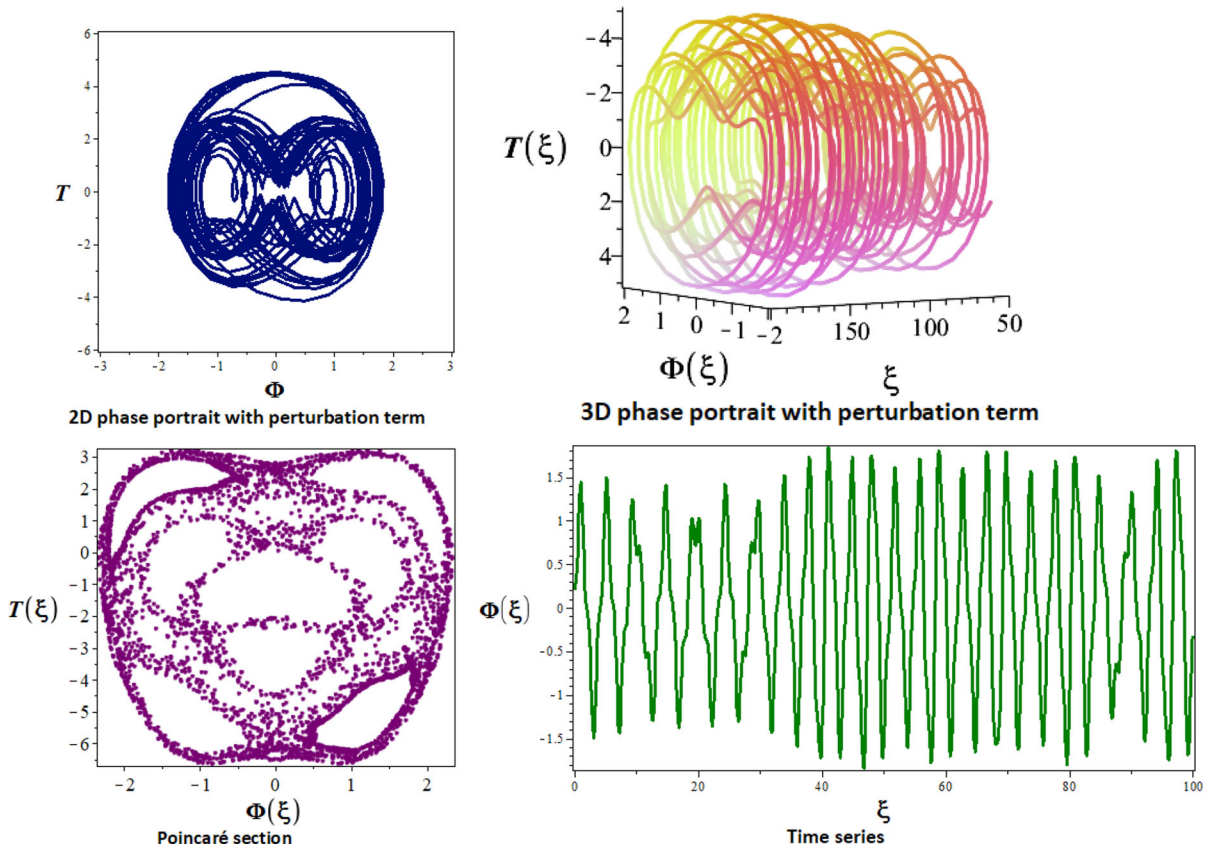 6
4
2
T 0
-2
-4
-6
-3 -2 -1 0 1 2 3
Φ
2D phase portrait with perturbation term
-4
-2
T(ξ) 0
2
4
2 1 0 -1 -2 150 100 50
Φ(ξ) ξ
3D phase portrait with perturbation term
3
2
1
0
-1
T(ξ) -2
-3
-4
-5
-6
-2 -1 0 1 2
Φ(ξ)
Poincaré section
1.5
1
0.5
Φ(ξ) 0
-0.5
-1
-1.5
0 20 40 60 80 100
ξ
Time series